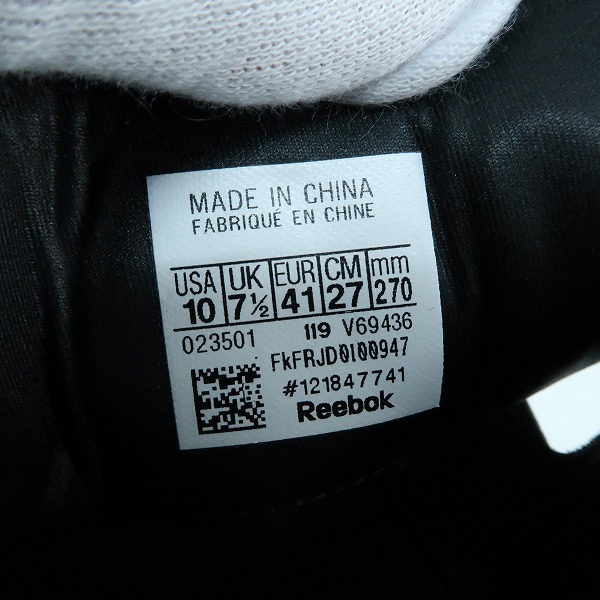 MADE IN CHINA
FABRIQUÉ EN CHINE
USA UK EUR CM mm
10 7½ 41 27 270
023501 119 V69436
FkFRJD0100947
#121847741
Reebok